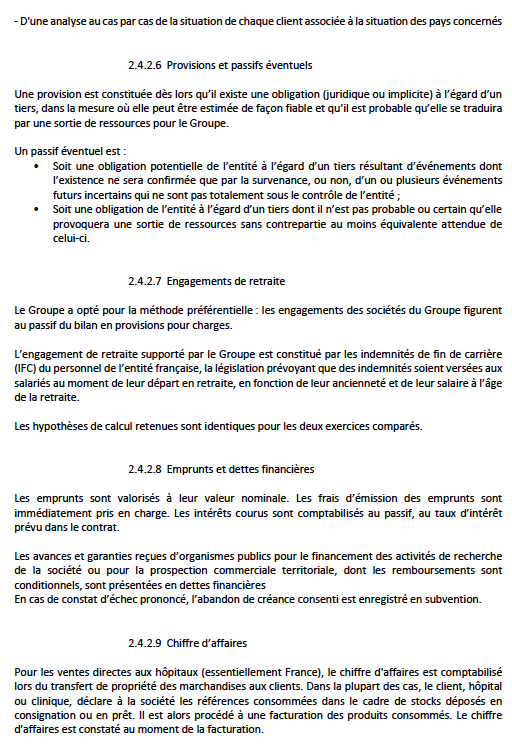 - D'une analyse au cas par cas de la situation de chaque client associée à la situation des pays concernés
2.4.2.6 Provisions et passifs éventuels
Une provision est constituée dès lors qu'il existe une obligation (juridique ou implicite) à l'égard d'un
tiers, dans la mesure où elle peut être estimée de façon fiable et qu'il est probable qu'elle se traduira
par une sortie de ressources pour le Groupe.
Un passif éventuel est :
• Soit une obligation potentielle de l'entité à l'égard d'un tiers résultant d'événements dont
l'existence ne sera confirmée que par la survenance, ou non, d'un ou plusieurs événements
futurs incertains qui ne sont pas totalement sous le contrôle de l'entité ;
• Soit une obligation de l'entité à l'égard d'un tiers dont il n'est pas probable ou certain qu'elle
provoquera une sortie de ressources sans contrepartie au moins équivalente attendue de
celui-ci.
2.4.2.7 Engagements de retraite
Le Groupe a opté pour la méthode préférentielle : les engagements des sociétés du Groupe figurent
au passif du bilan en provisions pour charges.
L'engagement de retraite supporté par le Groupe est constitué par les indemnités de fin de carrière
(IFC) du personnel de l'entité française, la législation prévoyant que des indemnités soient versées aux
salariés au moment de leur départ en retraite, en fonction de leur ancienneté et de leur salaire à l'âge
de la retraite.
Les hypothèses de calcul retenues sont identiques pour les deux exercices comparés.
2.4.2.8 Emprunts et dettes financières
Les emprunts sont valorisés à leur valeur nominale. Les frais d'émission des emprunts sont
immédiatement pris en charge. Les intérêts courus sont comptabilisés au passif, au taux d'intérêt
prévu dans le contrat.
Les avances et garanties reçues d'organismes publics pour le financement des activités de recherche
de la société ou pour la prospection commerciale territoriale, dont les remboursements sont
conditionnels, sont présentées en dettes financières
En cas de constat d'échec prononcé, l'abandon de créance consenti est enregistré en subvention.
2.4.2.9 Chiffre d'affaires
Pour les ventes directes aux hôpitaux (essentiellement France), le chiffre d'affaires est comptabilisé
lors du transfert de propriété des marchandises aux clients. Dans la plupart des cas, le client, hôpital
ou clinique, déclare à la société les références consommées dans le cadre de stocks déposés en
consignation ou en prêt. Il est alors procédé à une facturation des produits consommés. Le chiffre
d'affaires est constaté au moment de la facturation.